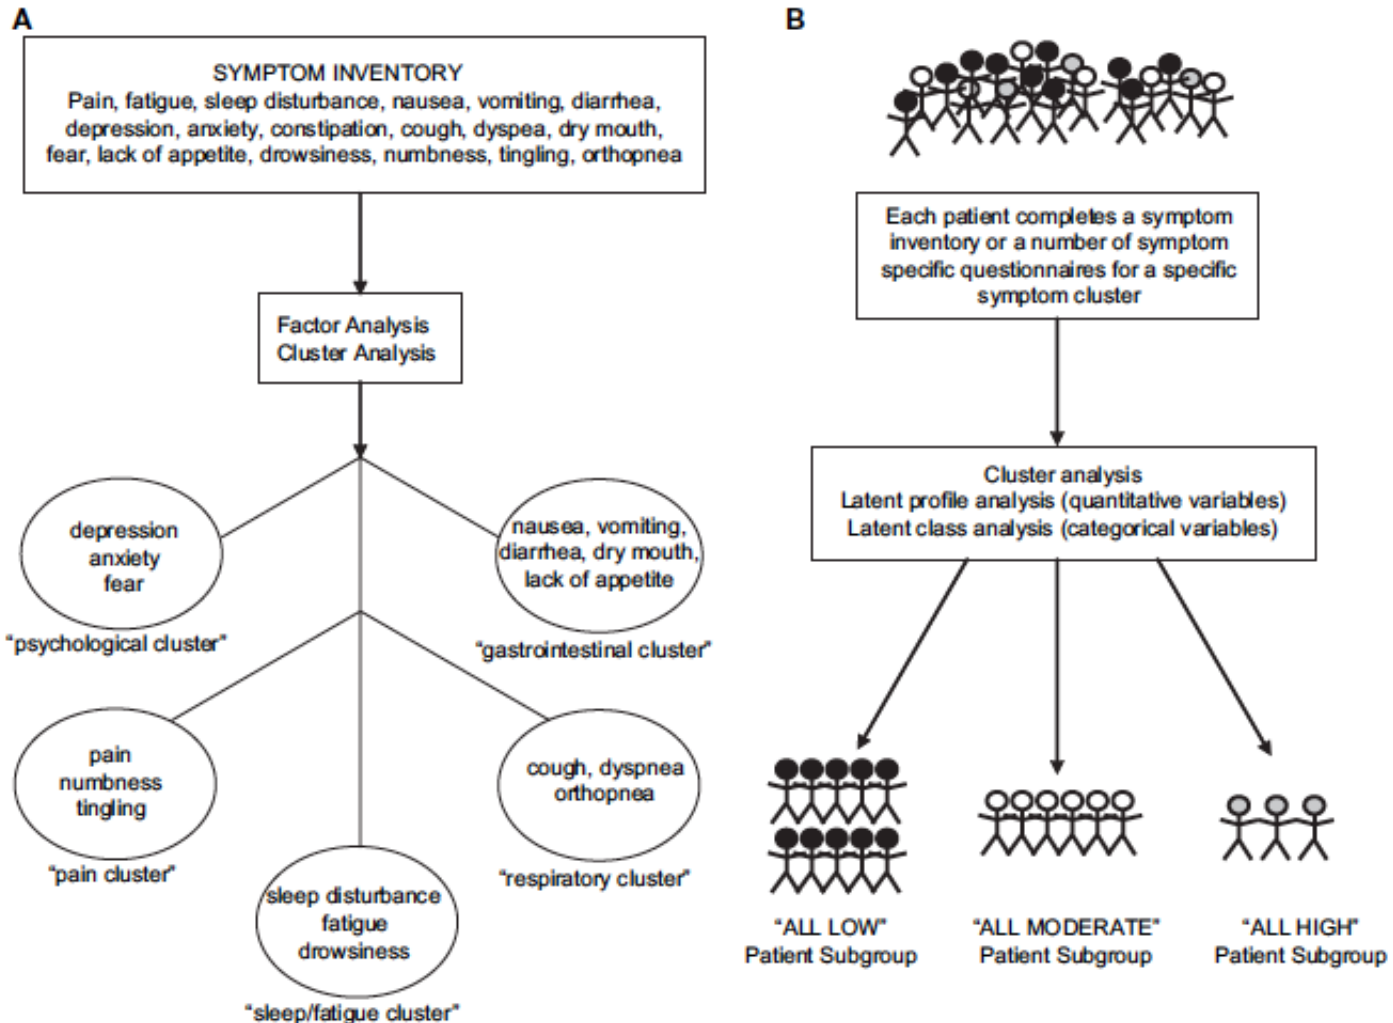 A
SYMPTOM INVENTORY
Pain, fatigue, sleep disturbance, nausea, vomiting, diarrhea,
depression, anxiety, constipation, cough, dyspea, dry mouth,
fear, lack of appetite, drowsiness, numbness, tingling, orthopnea
Factor Analysis
Cluster Analysis
depression
anxiety
fear
"psychological cluster"
nausea, vomiting,
diarrhea, dry mouth,
lack of appetite
"gastrointestinal cluster"
pain
numbness
tingling
"pain cluster"
cough, dyspnea
orthopnea
"respiratory cluster"
sleep disturbance
fatigue
drowsiness
"sleep/fatigue cluster"
B
Each patient completes a symptom
inventory or a number of symptom
specific questionnaires for a specific
symptom cluster
Cluster analysis
Latent profile analysis (quantitative variables)
Latent class analysis (categorical variables)
"ALL LOW"
Patient Subgroup
"ALL MODERATE"
Patient Subgroup
"ALL HIGH"
Patient Subgroup